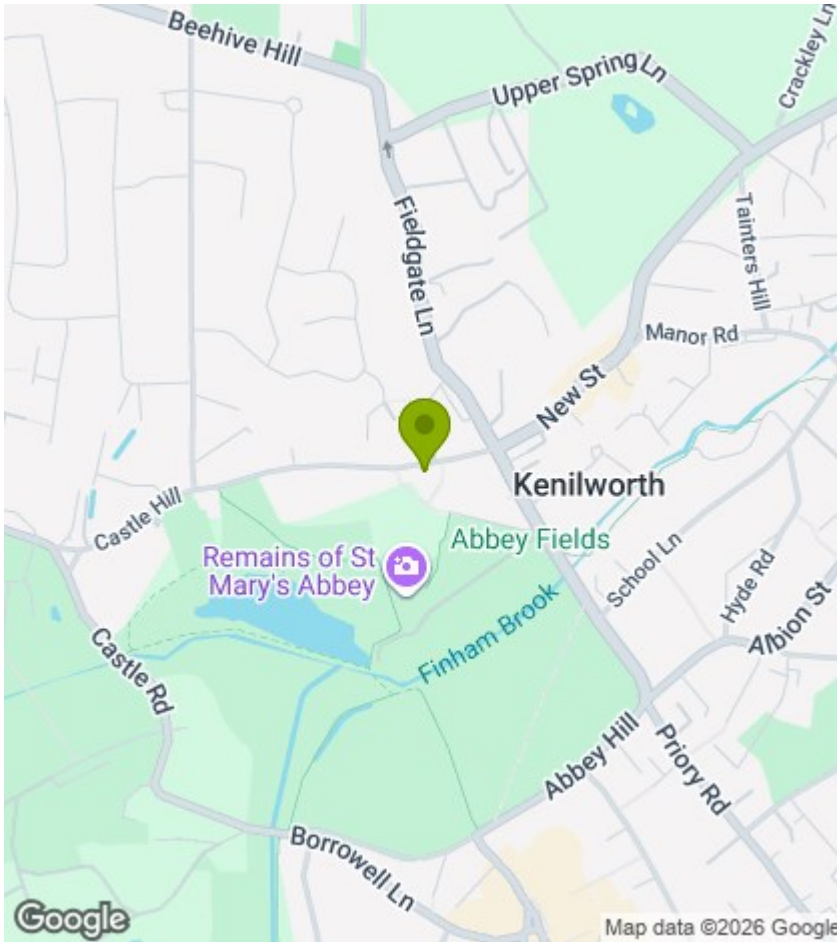 Beehive Hill
Upper Spring Ln
Crackley Ln
Fieldgate Ln
Tainters Hill
Manor Rd
New St
Kenilworth
Castle Hill
Abbey Fields
Remains of St
Mary's Abbey
School Ln
Hyde Rd
Albion St
Finham Brook
Castle Rd
Abbey Hill
Priory Rd
Borrowell Ln
Google
Map data ©2026 Google